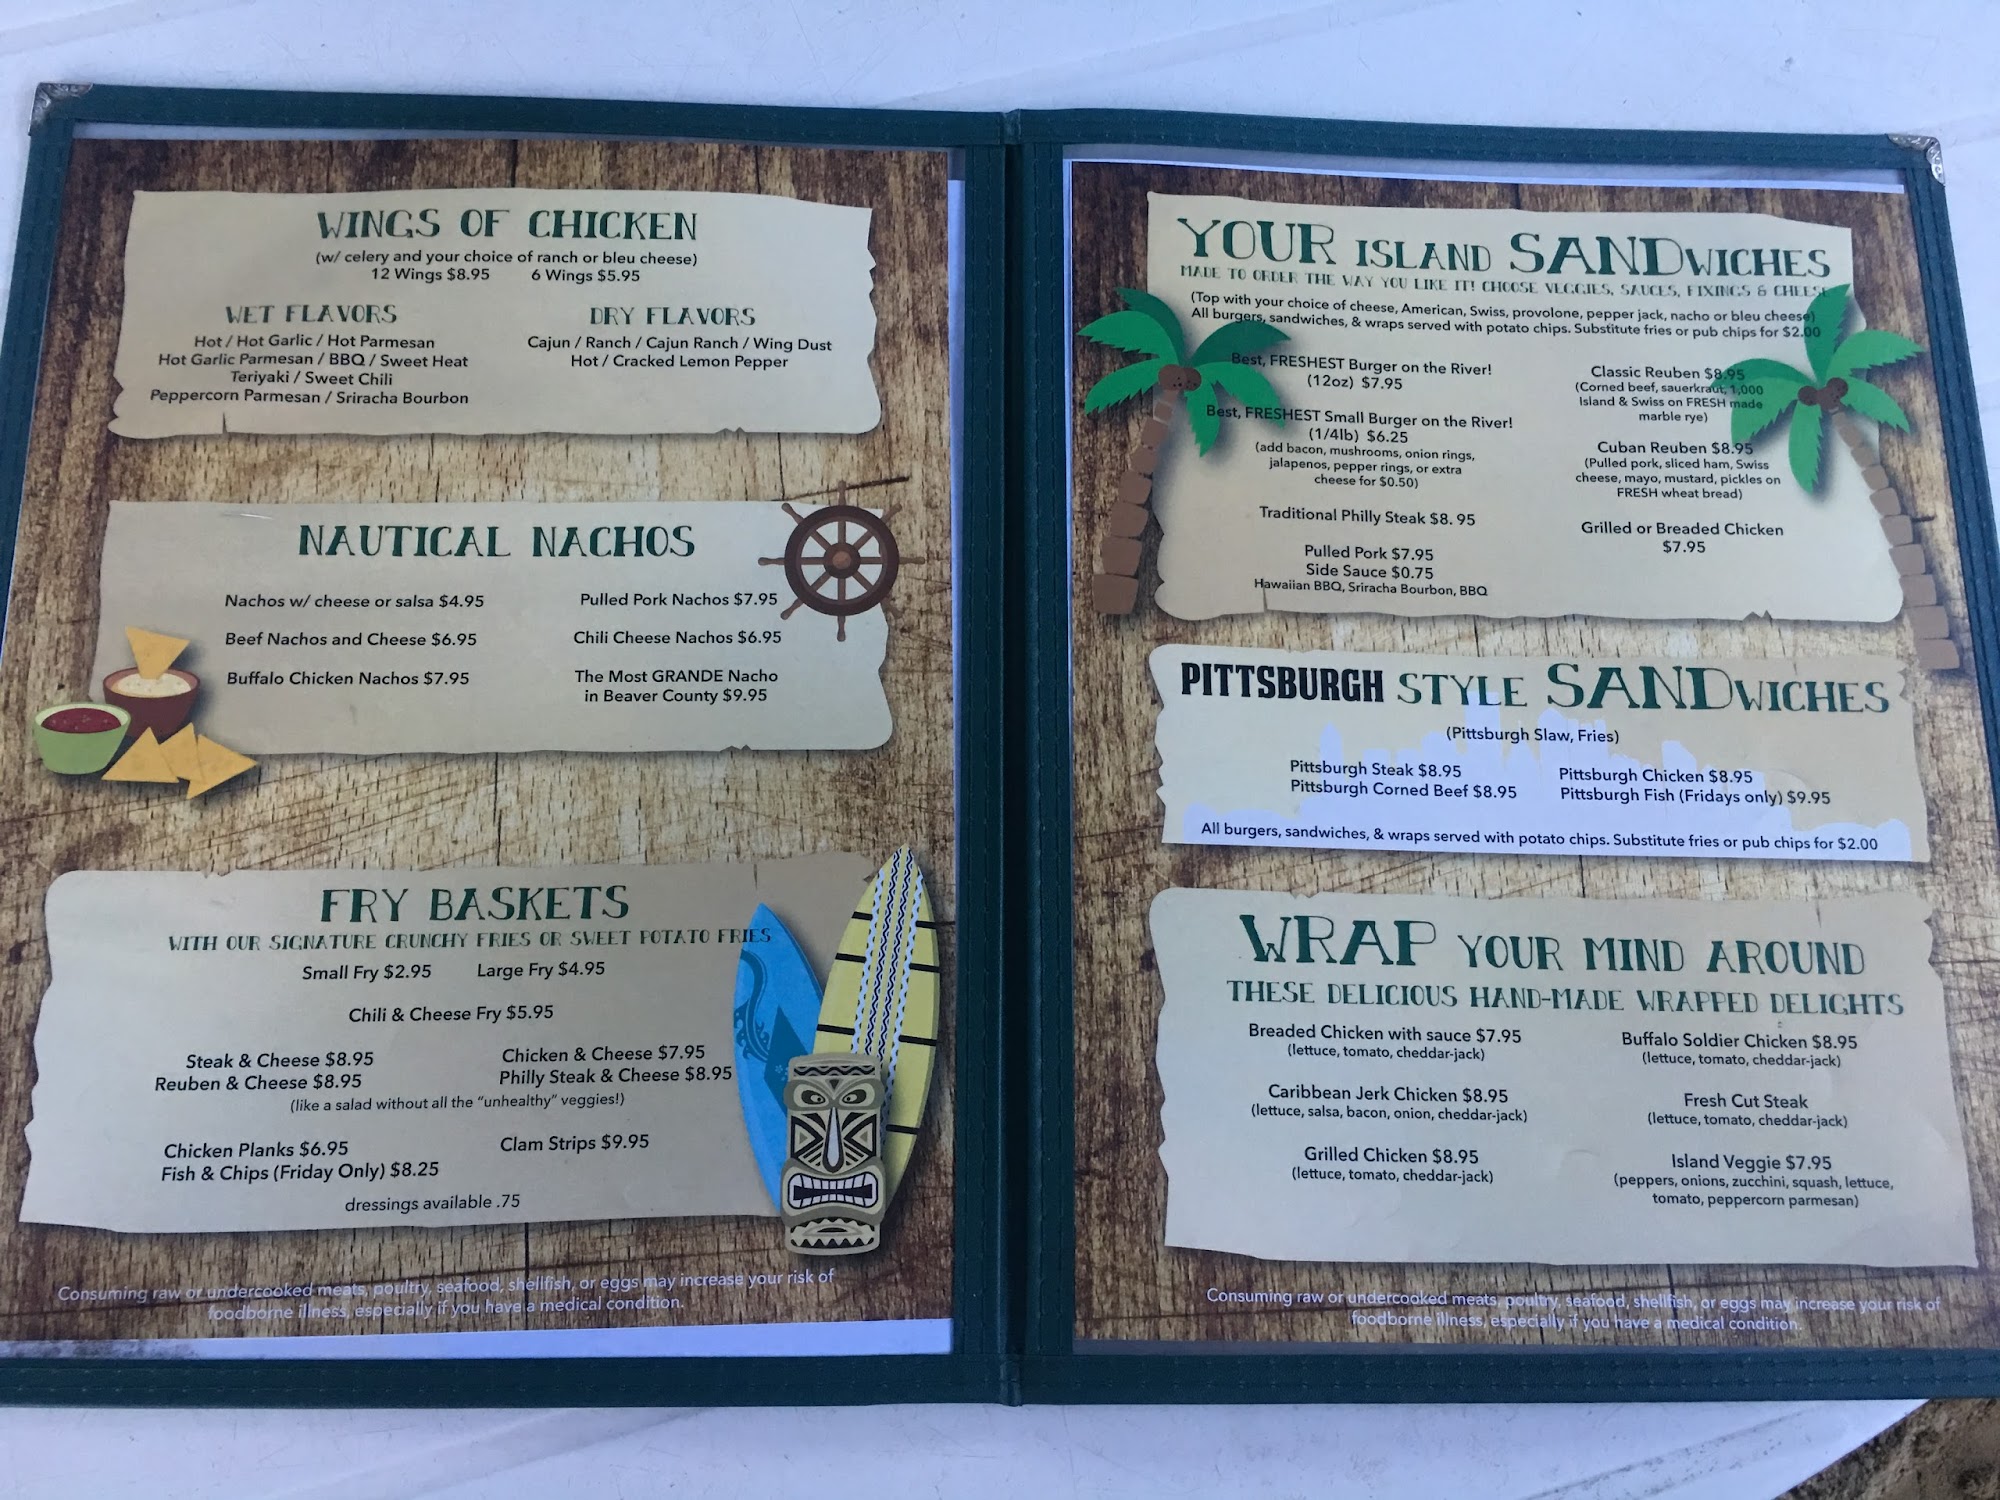 WINGS OF CHICKEN
(w/ celery and your choice of ranch or bleu cheese)
12 Wings $8.95 6 Wings $5.95
WET FLAVORS
Hot / Hot Garlic / Hot Parmesan
Hot Garlic Parmesan / BBQ / Sweet Heat
Teriyaki / Sweet Chili
Peppercorn Parmesan / Sriracha Bourbon
DRY FLAVORS
Cajun / Ranch / Cajun Ranch / Wing Dust
Hot / Cracked Lemon Pepper
NAUTICAL NACHOS
Nachos w/ cheese or salsa $4.95
Beef Nachos and Cheese $6.95
Buffalo Chicken Nachos $7.95
Pulled Pork Nachos $7.95
Chili Cheese Nachos $6.95
The Most GRANDE Nacho
in Beaver County $9.95
FRY BASKETS
WITH OUR SIGNATURE CRUNCHY FRIES OR SWEET POTATO FRIES
Small Fry $2.95 Large Fry $4.95
Chili & Cheese Fry $5.95
Steak & Cheese $8.95 Chicken & Cheese $7.95
Reuben & Cheese $8.95 Philly Steak & Cheese $8.95
(like a salad without all the "unhealthy" veggies!)
Chicken Planks $6.95 Clam Strips $9.95
Fish & Chips (Friday Only) $8.25
dressings available .75
Consuming raw or undercooked meats, poultry, seafood, shellfish, or eggs may increase your risk of
foodborne illness, especially if you have a medical condition.
YOUR ISLAND SANDWICHES
MADE TO ORDER THE WAY YOU LIKE IT! CHOOSE VEGGIES, SAUCES, FIXINGS & CHEESE
(Top with your choice of cheese, American, Swiss, provolone, pepper jack, nacho or bleu cheese)
All burgers, sandwiches, & wraps served with potato chips. Substitute fries or pub chips for $2.00
Best, FRESHEST Burger on the River!
(12oz) $7.95
Best, FRESHEST Small Burger on the River!
(1/4lb) $6.25
(add bacon, mushrooms, onion rings,
jalapenos, pepper rings, or extra
cheese for $0.50)
Traditional Philly Steak $8. 95
Pulled Pork $7.95
Side Sauce $0.75
Hawaiian BBQ, Sriracha Bourbon, BBQ
Classic Reuben $8.95
(Corned beef, sauerkraut, 1,000
Island & Swiss on FRESH made
marble rye)
Cuban Reuben $8.95
(Pulled pork, sliced ham, Swiss
cheese, mayo, mustard, pickles on
FRESH wheat bread)
Grilled or Breaded Chicken
$7.95
PITTSBURGH STYLE SANDWICHES
(Pittsburgh Slaw, Fries)
Pittsburgh Steak $8.95 Pittsburgh Chicken $8.95
Pittsburgh Corned Beef $8.95 Pittsburgh Fish (Fridays only) $9.95
All burgers, sandwiches, & wraps served with potato chips. Substitute fries or pub chips for $2.00
WRAP YOUR MIND AROUND
THESE DELICIOUS HAND-MADE WRAPPED DELIGHTS
Breaded Chicken with sauce $7.95
(lettuce, tomato, cheddar-jack)
Caribbean Jerk Chicken $8.95
(lettuce, salsa, bacon, onion, cheddar-jack)
Grilled Chicken $8.95
(lettuce, tomato, cheddar-jack)
Buffalo Soldier Chicken $8.95
(lettuce, tomato, cheddar-jack)
Fresh Cut Steak
(lettuce, tomato, cheddar-jack)
Island Veggie $7.95
(peppers, onions, zucchini, squash, lettuce,
tomato, peppercorn parmesan)
Consuming raw or undercooked meats, poultry, seafood, shellfish, or eggs may increase your risk of
foodborne illness, especially if you have a medical condition.